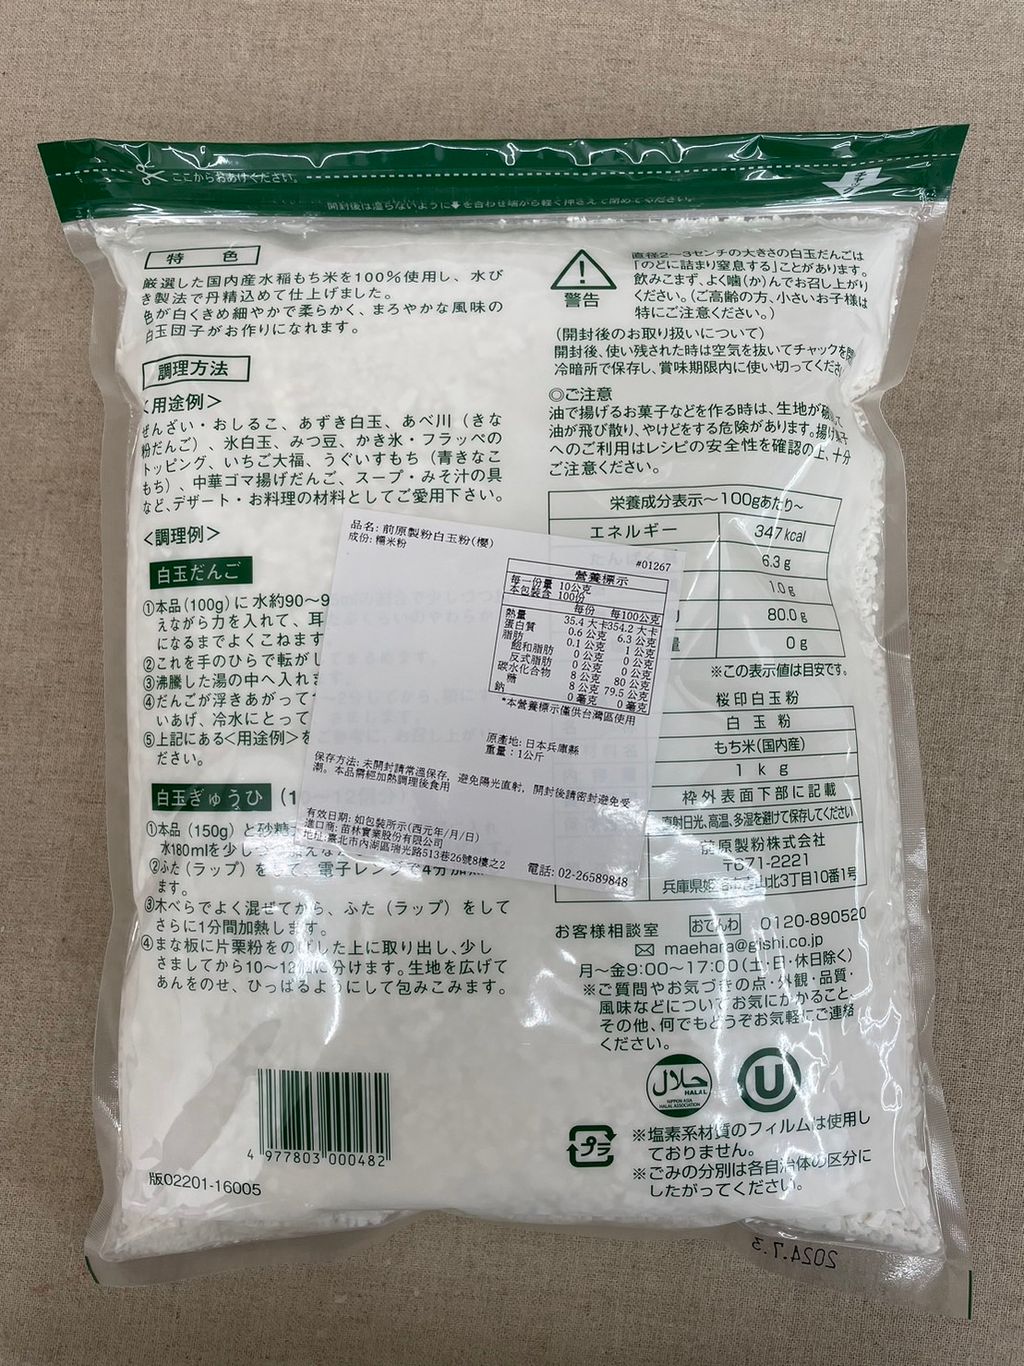 ここからおあけください。
開封後は湿らないように⬇を合わせ端から軽く押さえて閉めてください。
特 色
厳選した国内産水稲もち米を100%使用し、水び
き製法で丹精込めて仕上げました。
色が白くきめ細やかで柔らかく、まろやかな風味の
白玉団子がお作りになれます。
調理方法
<用途例>
ぜんざい・おしるこ、あずき白玉、あべ川(きな
粉だんご)、氷白玉、みつ豆、かき氷・フラッペの
トッピング、いちご大福、うぐいすもち(青きなこ
もち)、中華ゴマ揚げだんご、スープ・みそ汁の具
など、デザート・お料理の材料としてご愛用下さい。
<調理例>
白玉だんご
①本品(100g)に水約90~9
えながら力を入れて、耳
になるまでよくこねます
②これを手のひらで転がし
③沸騰した湯の中へ入れま
④だんごが浮きあがって
いあげ、冷水にとって
⑤上記にある<用途例>を
ださい。
白玉ぎゅうひ(1
①本品(150g)と砂糖
水180mlを少しずつ加えな
②ふた(ラップ)をして、電子レンジで4分加熱
ます。
③木べらでよく混ぜてから、ふた(ラップ)をして
さらに1分間加熱します。
④まな板に片栗粉をのばした上に取り出し、少し
さましてから10~12個に分けます。生地を広げて
あんをのせ、ひっぱるようにして包みこみます。
4 977803 000482
版02201-16005
警告
直径2-3センチの大きさの白玉だんごは
「のどに詰まり窒息する」ことがあります。
飲みこまず、よく噛(か)んでお召し上がり
ください。(ご高齢の方、小さいお子様は
特にご注意ください。)
(開封後のお取り扱いについて)
開封後、使い残された時は空気を抜いてチャックを閉
冷暗所で保存し、賞味期限内に使い切ってくださ
◎ご注意
油で揚げるお菓子などを作る時は、生地が破
油が飛び散り、やけどをする危険があります。揚げ菓子
へのご利用はレシピの安全性を確認の上、十分
ご注意ください。
栄養成分表示~100gあたり~
エネルギー 347kcal
6.3g
1.0g
80.0g
量 0g
※この表示値は目安です。
桜印白玉粉
白 玉 粉
もち米(国内産)
1 k g
枠外表面下部に記載
直射日光、高温、多湿を避けて保存してください
前原製粉株式会社
〒671-2221
兵庫県姫 北3丁目10番1号
お客様相談室 おでんわ 0120-890520
maehara@gishi.co.jp
月~金9:00~17:00(土・日・休日除く)
※ご質問やお気づきの点・外観・品質・
風味などについてお気にかかること、
その他、何でもどうぞお気軽にご連絡
ください。
حلال
HALAL
NIPPON ASIA
HALAL ASSOCIATION
U
プラ
※塩素系材質のフィルムは使用し
ておりません。
※ごみの分別は各自治体の区分に
したがってください。
2024.7.3
品名: 前原製粉白玉粉(櫻)
成份: 糯米粉
#01267
營養標示
每一份量 10公克
本包裝含 100份
每份 每100公克
熱量 35.4 大卡 354.2 大卡
蛋白質 0.6 公克 6.3 公克
脂肪 0.1 公克 1 公克
飽和脂肪 0 公克 0 公克
反式脂肪 0 公克 0 公克
碳水化合物 8 公克 80 公克
糖 8 公克 79.5 公克
鈉 0 毫克 0 毫克
*本營養標示僅供台灣區使用
原產地: 日本兵庫縣
重量:1公斤
保存方法: 未開封請常溫保存, 避免陽光直射, 開封後請密封避免受
潮。本品需經加熱調理後食用
有效日期: 如包裝所示(西元年/月/日)
進口商: 苗林實業股份有限公司
地址:臺北市內湖區瑞光路513巷26號8樓之2
電話: 02-26589848